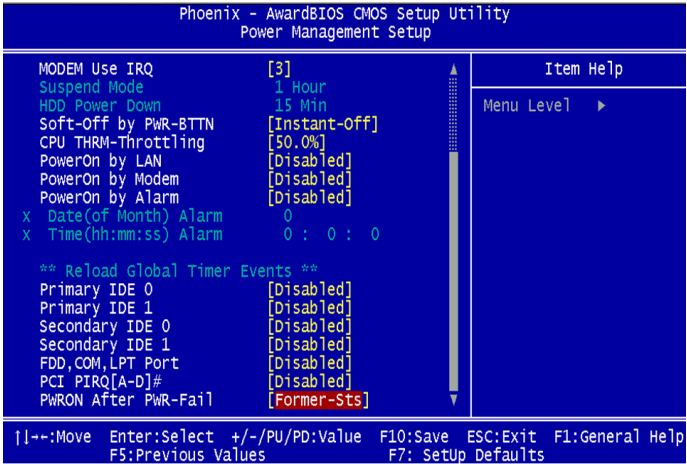 Phoenix - AwardBIOS CMOS Setup Utility
Power Management Setup
MODEM Use IRQ [3]
Suspend Mode 1 Hour
HDD Power Down 15 Min
Soft-Off by PWR-BTTN [Instant-Off]
CPU THRM-Throttling [50.0%]
PowerOn by LAN [Disabled]
PowerOn by Modem [Disabled]
PowerOn by Alarm [Disabled]
x Date(of Month) Alarm 0
x Time(hh:mm:ss) Alarm 0 : 0 : 0
** Reload Global Timer Events **
Primary IDE 0 [Disabled]
Primary IDE 1 [Disabled]
Secondary IDE 0 [Disabled]
Secondary IDE 1 [Disabled]
FDD,COM,LPT Port [Disabled]
PCI PIRQ[A-D]# [Disabled]
PWRON After PWR-Fail [Former-Sts]
Item Help
Menu Level ▶
↑↓→←:Move Enter:Select +/-/PU/PD:Value F10:Save ESC:Exit F1:General Help
F5:Previous Values F7: SetUp Defaults